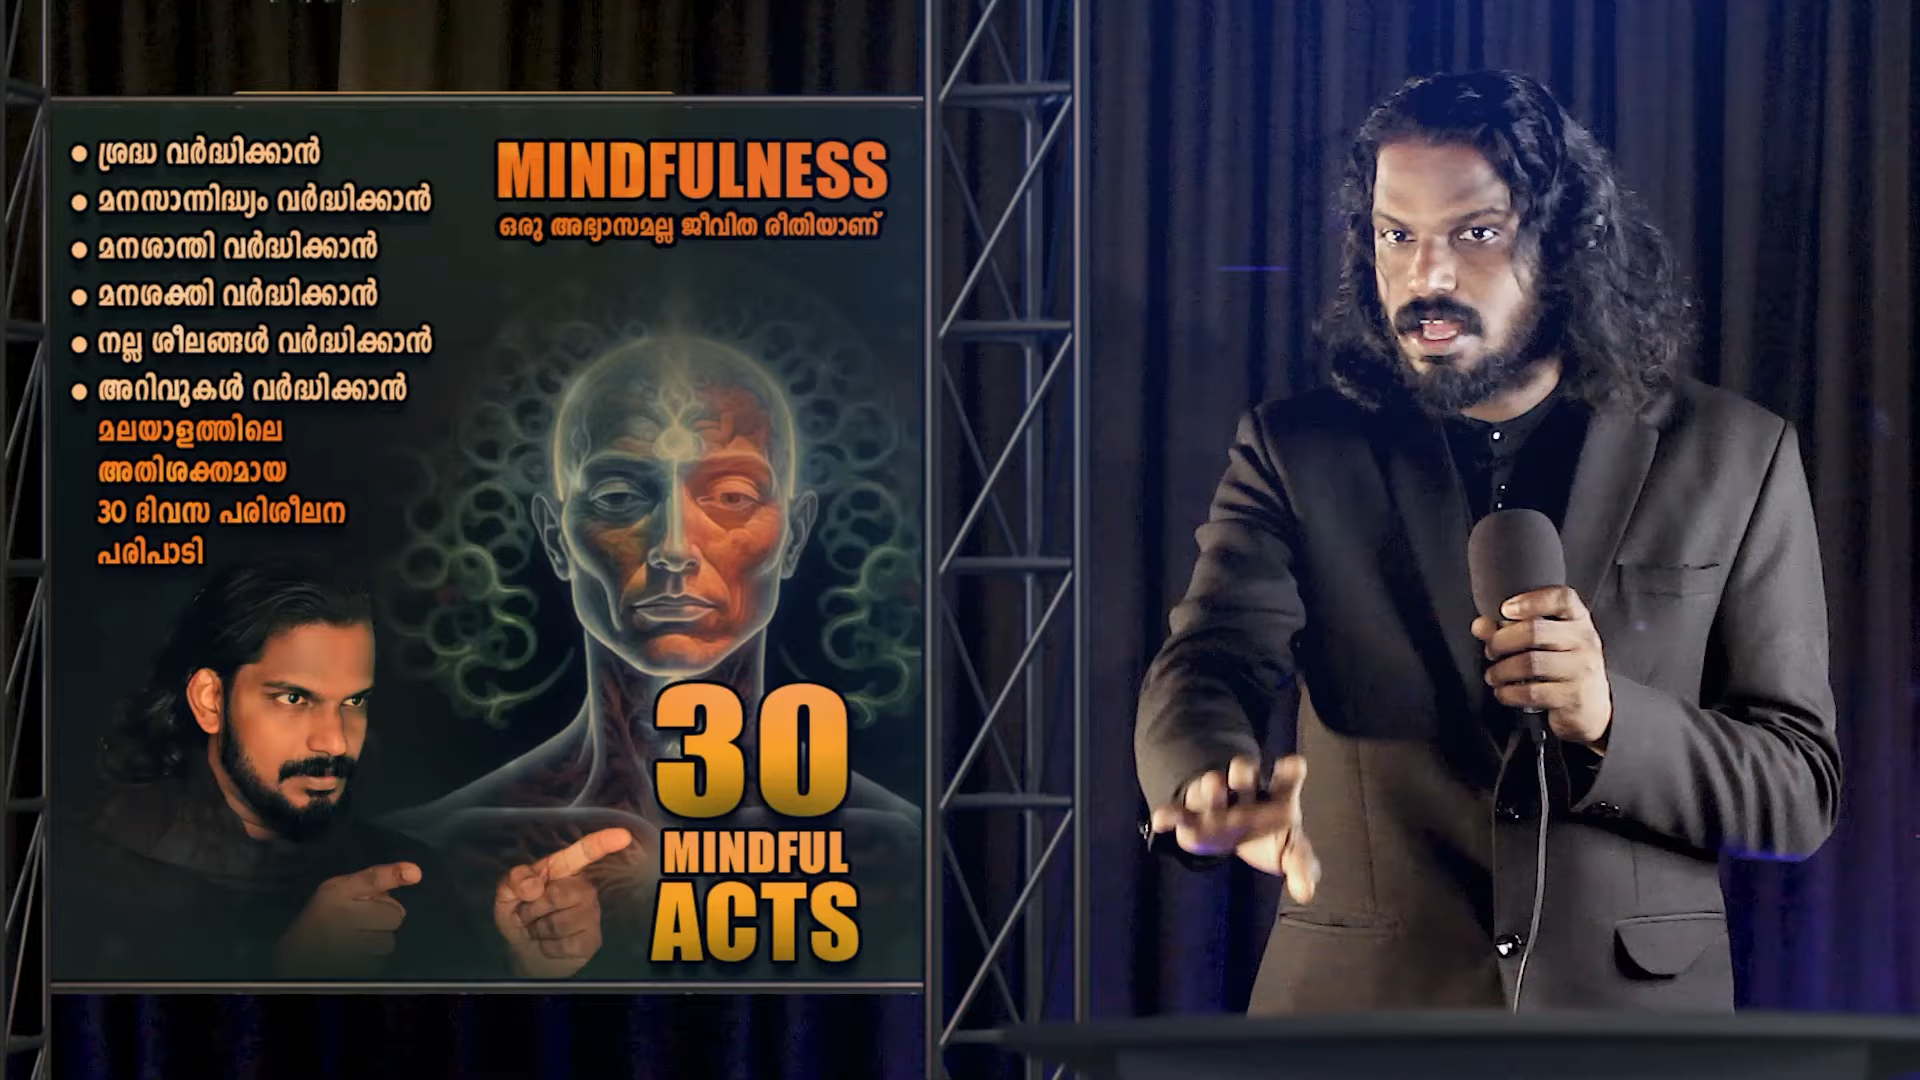 ശ്രദ്ധ വർദ്ധിക്കാൻ
മനസാന്നിദ്ധ്യം വർദ്ധിക്കാൻ
മനശാന്തി വർദ്ധിക്കാൻ
മനശക്തി വർദ്ധിക്കാൻ
നല്ല ശീലങ്ങൾ വർദ്ധിക്കാൻ
അറിവുകൾ വർദ്ധിക്കാൻ
മലയാളത്തിലെ
അതിശക്തമായ
30 ദിവസ പരിശീലന
പരിപാടി
MINDFULNESS
ഒരു അഭ്യാസമല്ല ജീവിത രീതിയാണ്
30
MINDFUL
ACTS